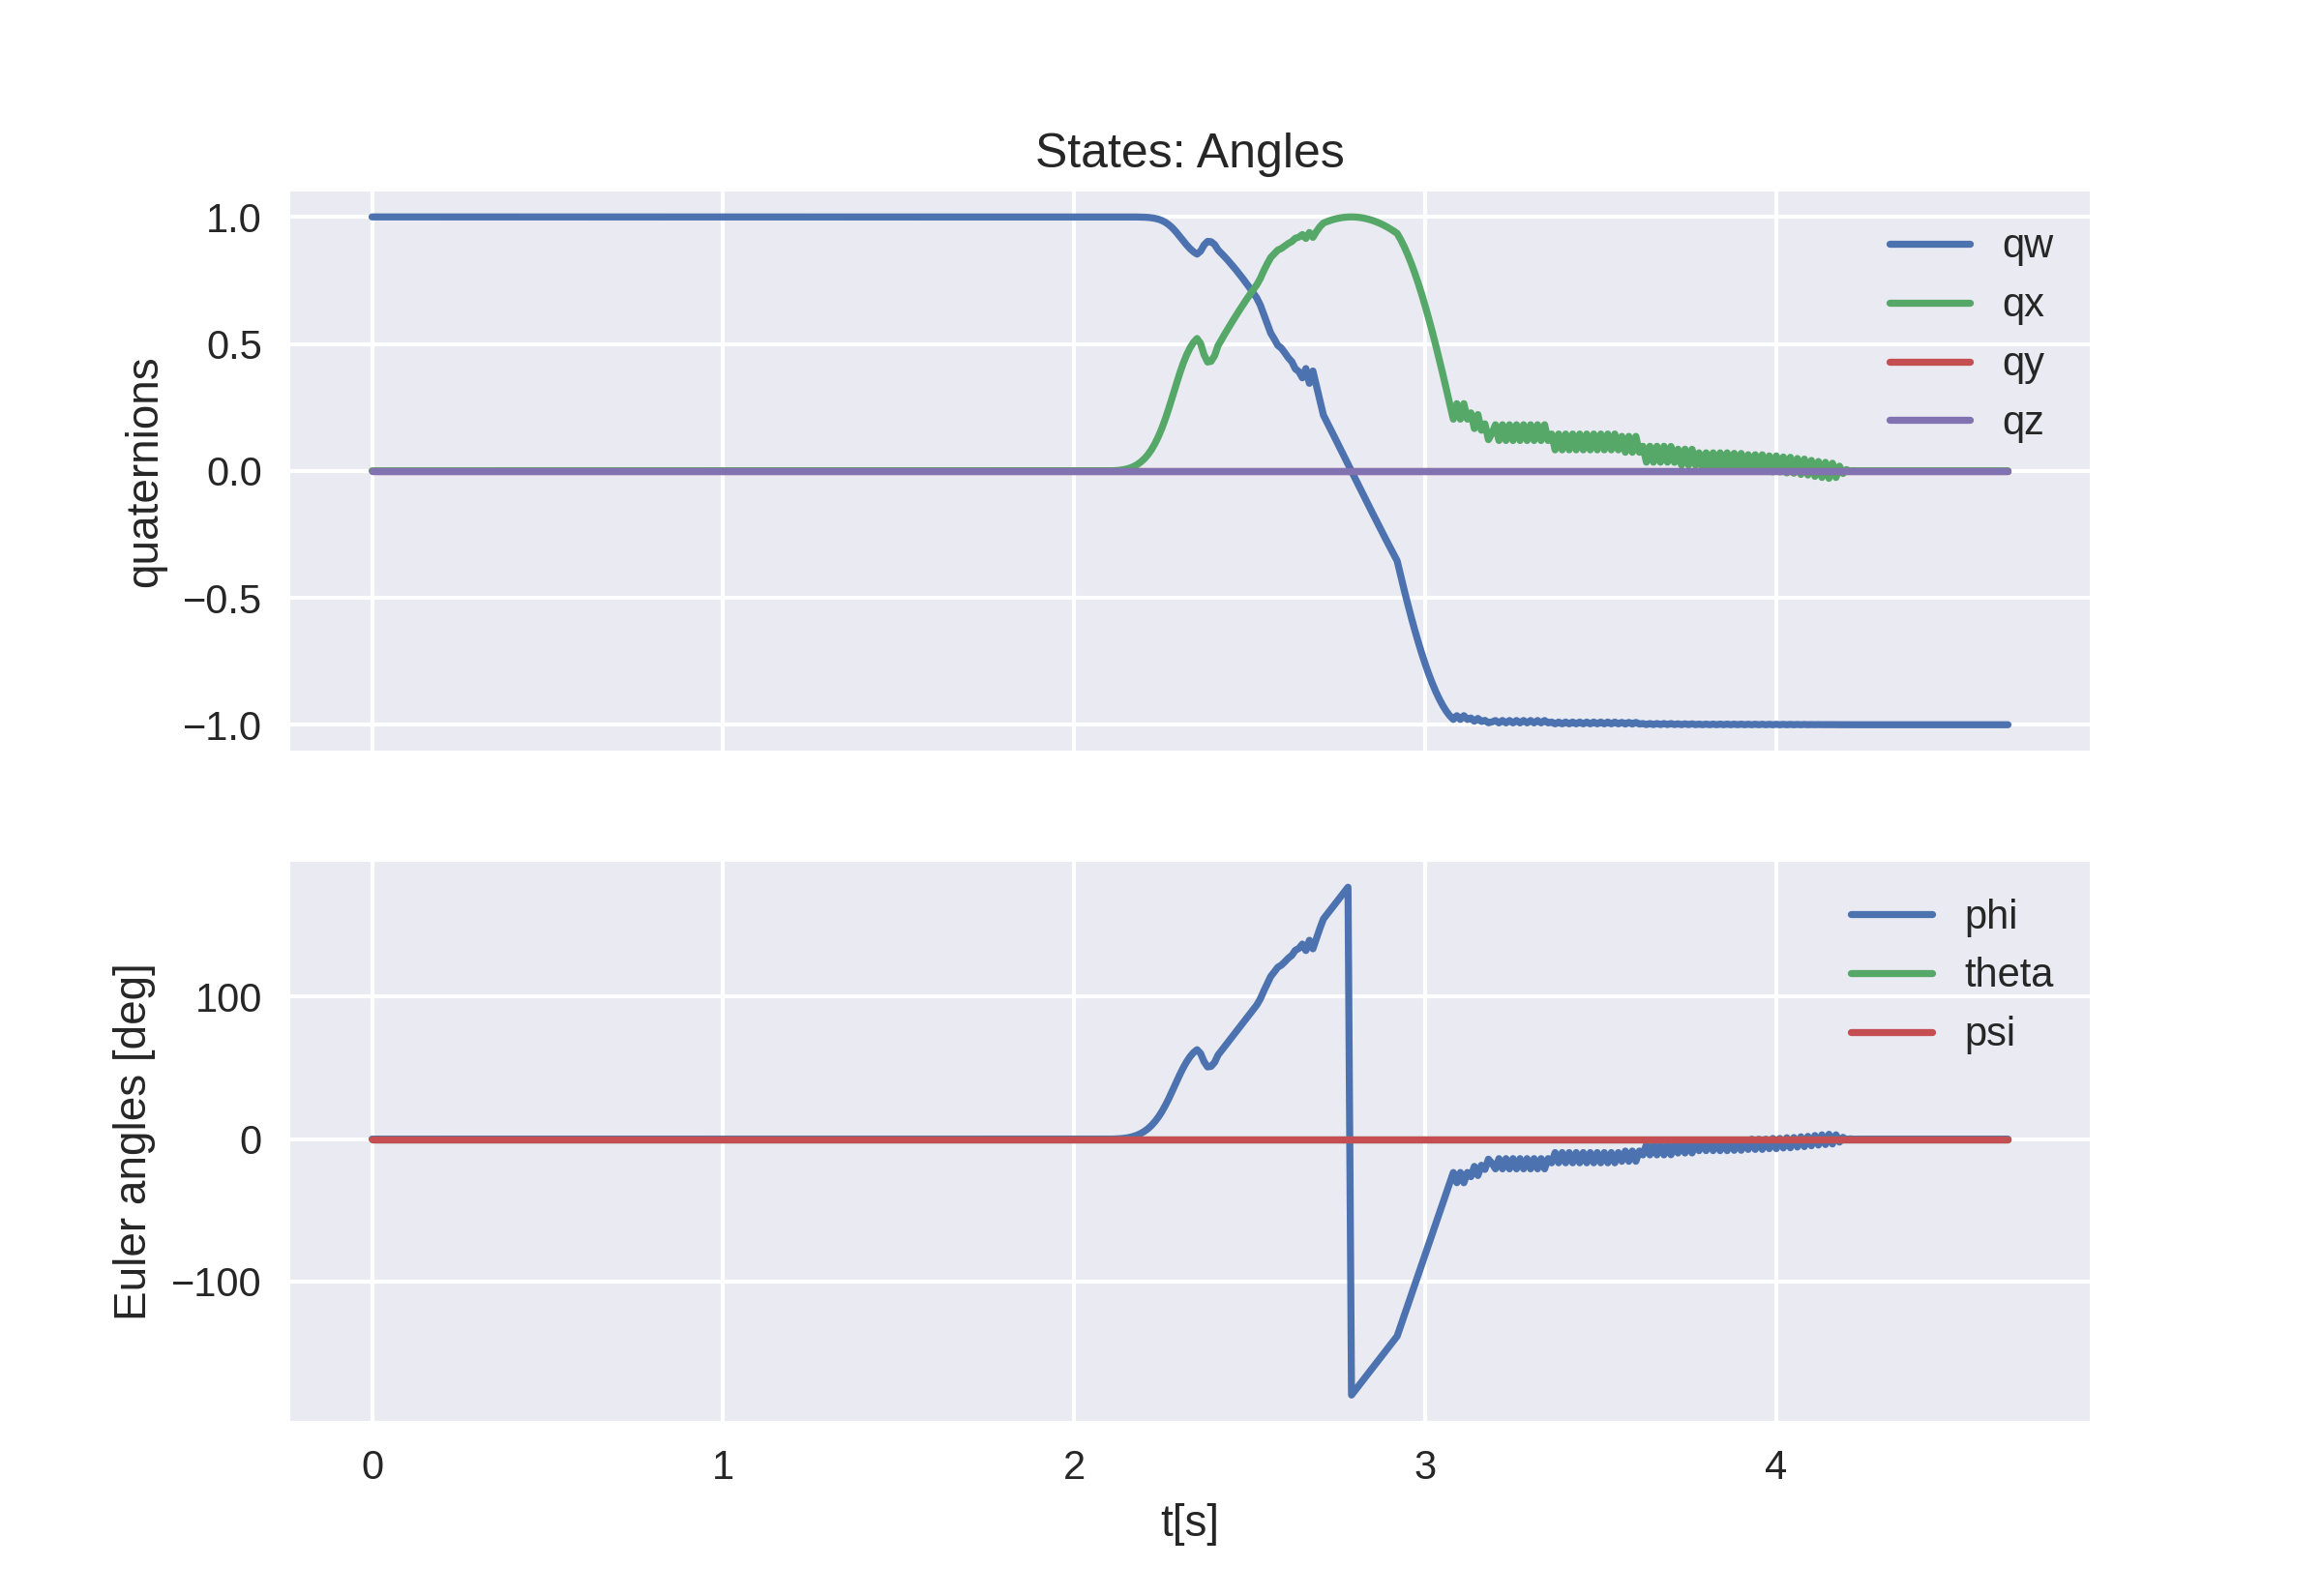 States: Angles
quaternions
1.0
0.5
0.0
−0.5
−1.0
qw
qx
qy
qz
Euler angles [deg]
100
0
−100
phi
theta
psi
0 1 2 3 4
t[s]